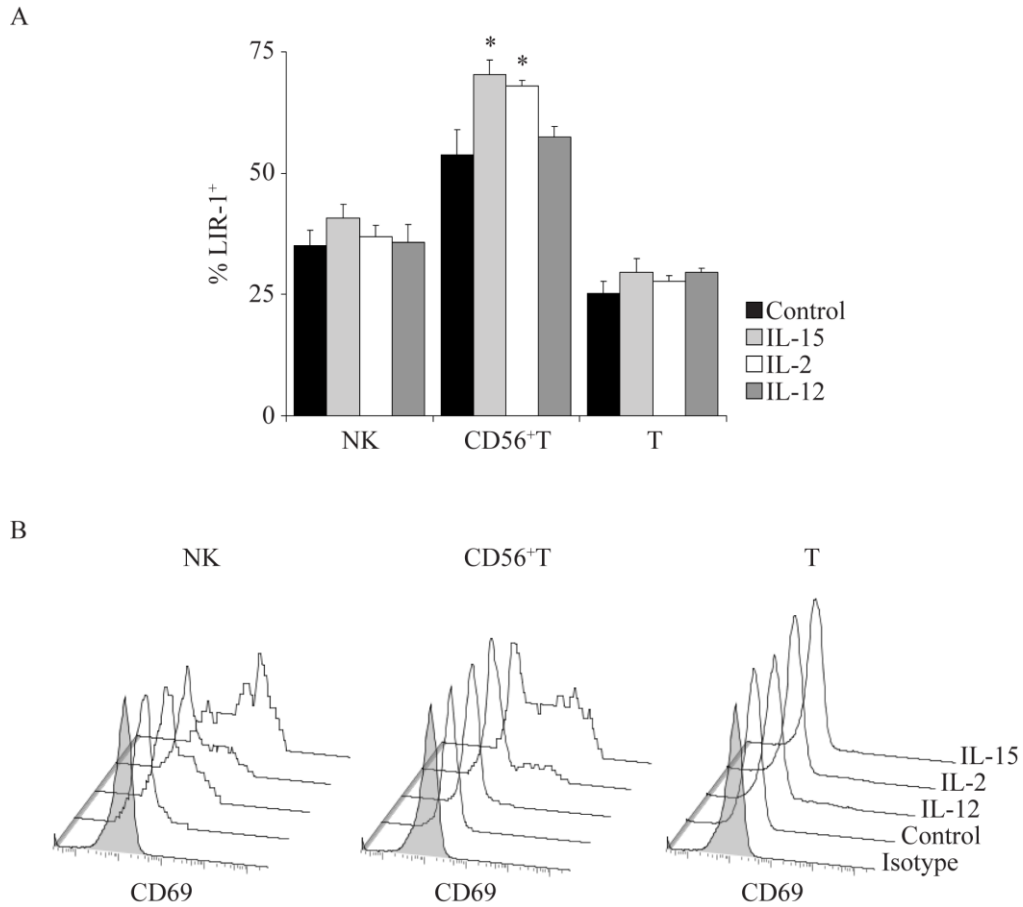 A
75
50
25
0
% LIR-1+
* *
NK CD56+T T
Control
IL-15
IL-2
IL-12
B
NK CD56+T T
IL-15
IL-2
IL-12
Control
Isotype
CD69 CD69 CD69